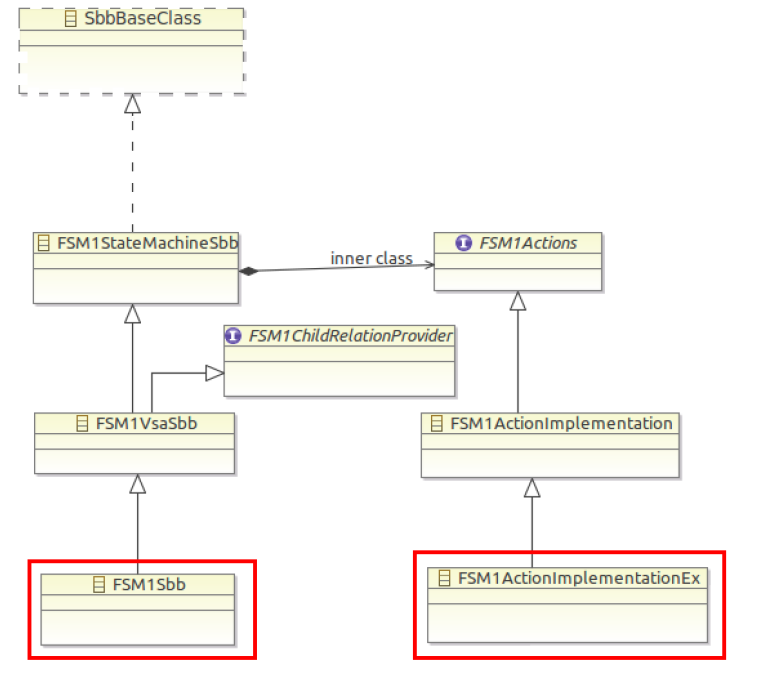 SbbBaseClass
FSM1StateMachineSbb
inner class
FSM1Actions
FSM1ChildRelationProvider
FSM1VsaSbb
FSM1ActionImplementation
FSM1Sbb
FSM1ActionImplementationEx